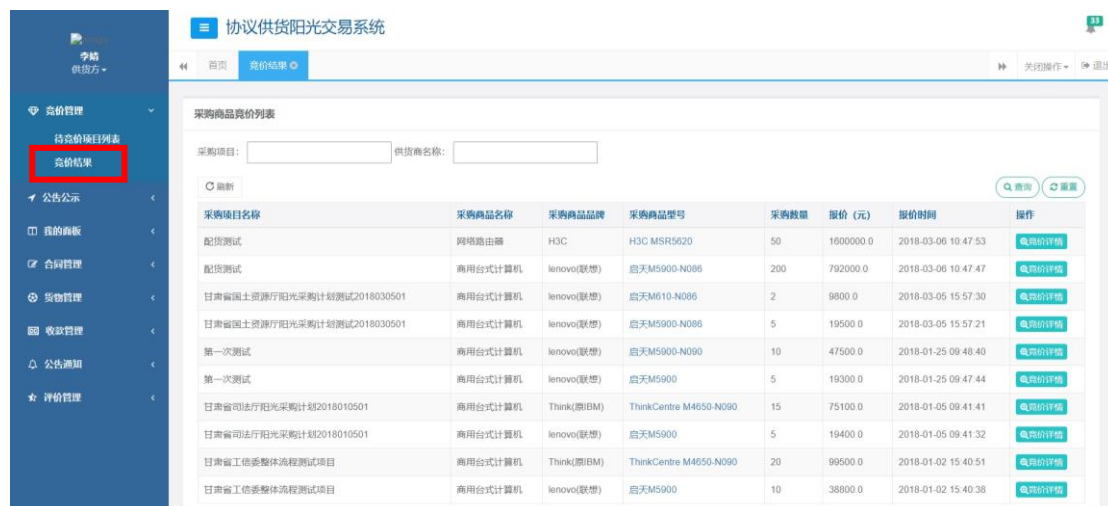 协议供货阳光交易系统
33
李婧
供货方
首页 竞价结果
关闭操作 退出
竞价管理
待竞价项目列表
竞价结果
公告公示
我的面板
合同管理
货物管理
收款管理
公告通知
评价管理
采购商品竞价列表
采购项目: 供货商名称:
刷新 查询 重置
采购项目名称 采购商品名称 采购商品品牌 采购商品型号 采购数量 报价（元） 报价时间 操作
配货测试 网络路由器 H3C H3C MSR5620 50 1600000.0 2018-03-06 10:47:53 竞价详情
配货测试 商用台式计算机 lenovo(联想) 启天M5900-N086 200 792000.0 2018-03-06 10:47:47 竞价详情
甘肃省国土资源厅阳光采购计划测试2018030501 商用台式计算机 lenovo(联想) 启天M610-N086 2 9800.0 2018-03-05 15:57:30 竞价详情
甘肃省国土资源厅阳光采购计划测试2018030501 商用台式计算机 lenovo(联想) 启天M5900-N086 5 19500.0 2018-03-05 15:57:21 竞价详情
第一次测试 商用台式计算机 lenovo(联想) 启天M5900-N090 10 47500.0 2018-01-25 09:48:40 竞价详情
第一次测试 商用台式计算机 lenovo(联想) 启天M5900 5 19300.0 2018-01-25 09:47:44 竞价详情
甘肃省司法厅阳光采购计划2018010501 商用台式计算机 Think(原IBM) ThinkCentre M4650-N090 15 75100.0 2018-01-05 09:41:41 竞价详情
甘肃省司法厅阳光采购计划2018010501 商用台式计算机 lenovo(联想) 启天M5900 5 19400.0 2018-01-05 09:41:32 竞价详情
甘肃省工信委整体流程测试项目 商用台式计算机 Think(原IBM) ThinkCentre M4650-N090 20 99500.0 2018-01-02 15:40:51 竞价详情
甘肃省工信委整体流程测试项目 商用台式计算机 lenovo(联想) 启天M5900 10 38800.0 2018-01-02 15:40:38 竞价详情